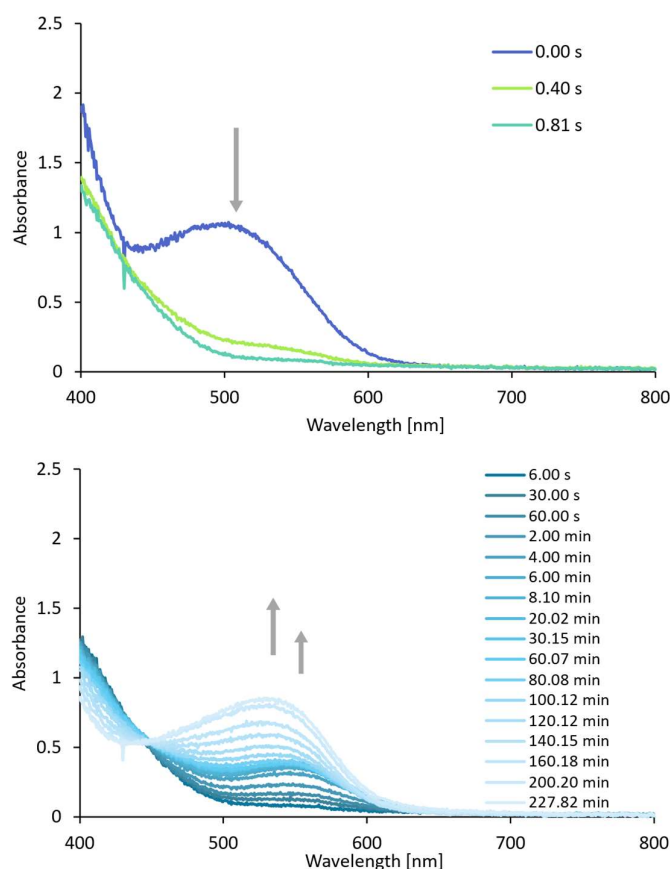 2.5
2
1.5
1
0.5
0
Absorbance
400
500
600
700
800
Wavelength [nm]
0.00 s
0.40 s
0.81 s
2.5
2
1.5
1
0.5
0
Absorbance
400
500
600
700
800
Wavelength [nm]
6.00 s
30.00 s
60.00 s
2.00 min
4.00 min
6.00 min
8.10 min
20.02 min
30.15 min
60.07 min
80.08 min
100.12 min
120.12 min
140.15 min
160.18 min
200.20 min
227.82 min